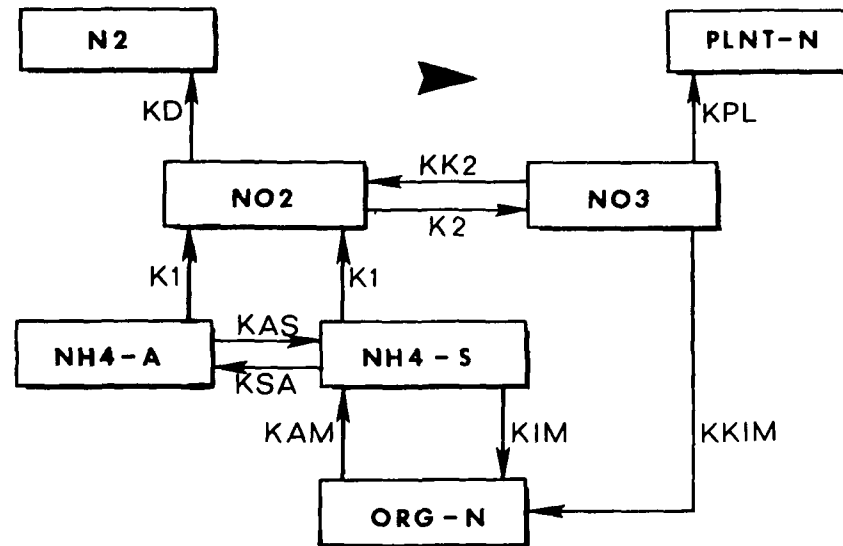 N2
PLNT-N
KD
KPL
KK2
NO2
NO3
K2
K1
K1
KAS
NH4-A
NH4-S
KSA
KAM
KIM
KKIM
ORG-N